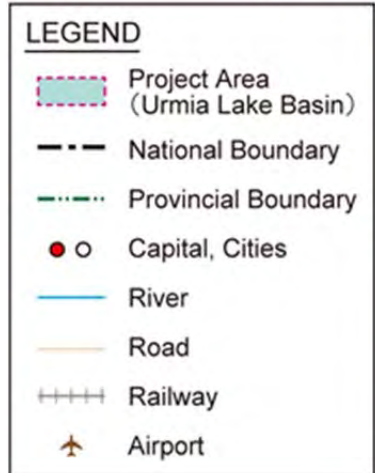 LEGEND
Project Area
(Urmia Lake Basin)
National Boundary
Provincial Boundary
Capital, Cities
River
Road
Railway
Airport